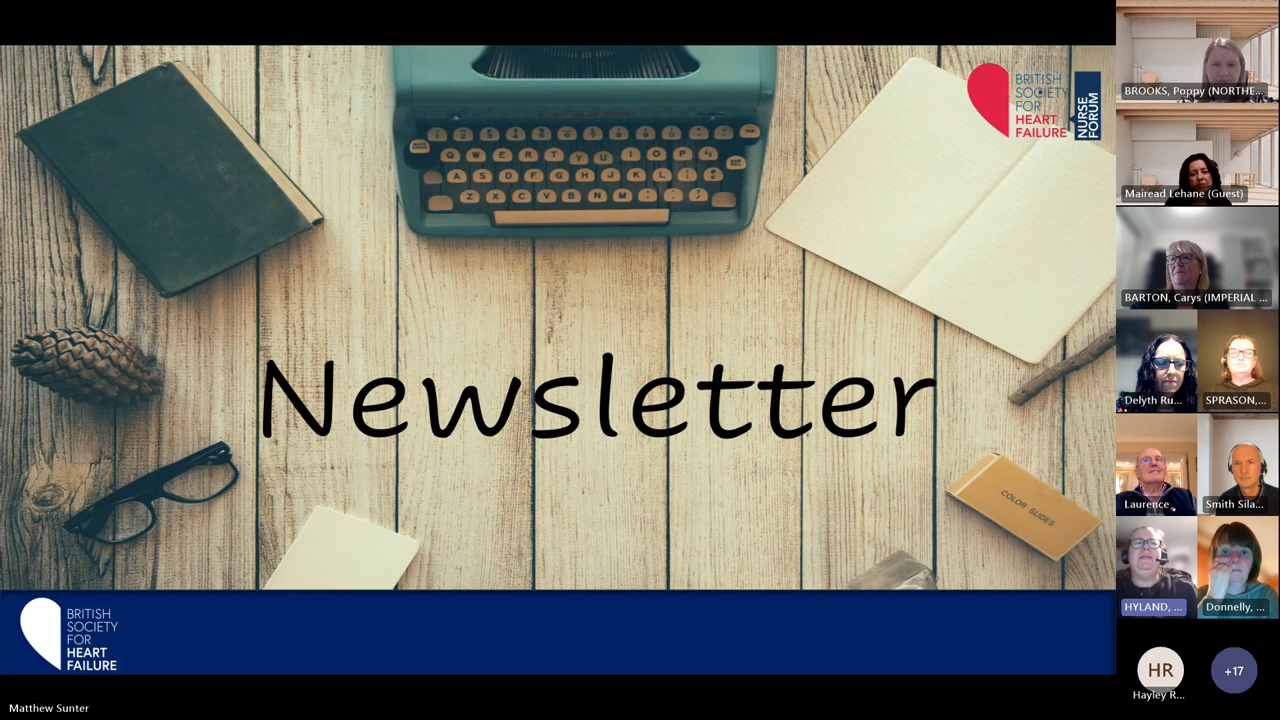 BRITISH
SOCIETY
FOR
HEART
FAILURE
NURSE
FORUM
Q W E R T Y U I O P
A S D F G H J K L
Z X C V B N M
Newsletter
COLOR SLIDES
BRITISH
SOCIETY
FOR
HEART
FAILURE
Matthew Sunter
BROOKS, Poppy (NORTHE...
Mairead Lehane (Guest)
BARTON, Carys (IMPERIAL ...
Delyth Ru...
SPRASON,...
Laurence
Smith Sila...
HYLAND, ...
Donnelly, ...
HR
Hayley R...
+17